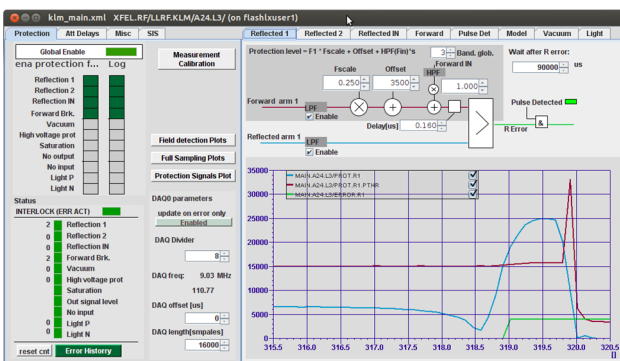 klm_main.xml XFEL.RF/LLRF.KLM/A24.L3/ (on flashlxuser1)
Protection Att Delays Misc SIS
Global Enable
ena protection f... Log
Reflection 1
Reflection 2
Reflection IN
Forward Brk.
Vacuum
High voltage prot
Saturation
No output
No input
Light P
Light N
Status
INTERLOCK (ERR ACT)
2 Reflection 1
0 Reflection 2
0 Reflection IN
2 Forward Brk.
0 Vacuum
0 High voltage prot
Saturation
Out signal level
No input
0 Light P
0 Light N
reset cnt Error Historry
Measurement
Calibration
Field detection Plots
Full Sampling Plots
Protection Signals Plot
DAQ0 parameters
update on error only
Enabled
DAQ Divider
8
DAQ freq: 9.03 MHz
110.77
DAQ offset [us]
0
DAQ length(smpales]
16000
Reflected 1 Reflected 2 Reflected IN Forward Pulse Det Model Vacuum Light
Protection level = F1 * Fscale + Offset + HPF(Fin)*s
3 Band. glob.
Wait after R error:
90000 us
Fscale Offset Forward IN
HPF
0.250 3500 1.000
Forward arm 1
LPF
Enable
Delay[us] 0.160
Pulse Detected
&
R Error
Reflected arm 1
LPF
Enable
MAIN.A24.L3/PROT.R1
MAIN.A24.L3/PROT.R1.PTHR
MAIN.A24.L3/ERROR.R1
35000
30000
25000
20000
15000
10000
5000
0
315.5 316.0 316.5 317.0 317.5 318.0 318.5 319.0 319.5 320.0 320.5
[]